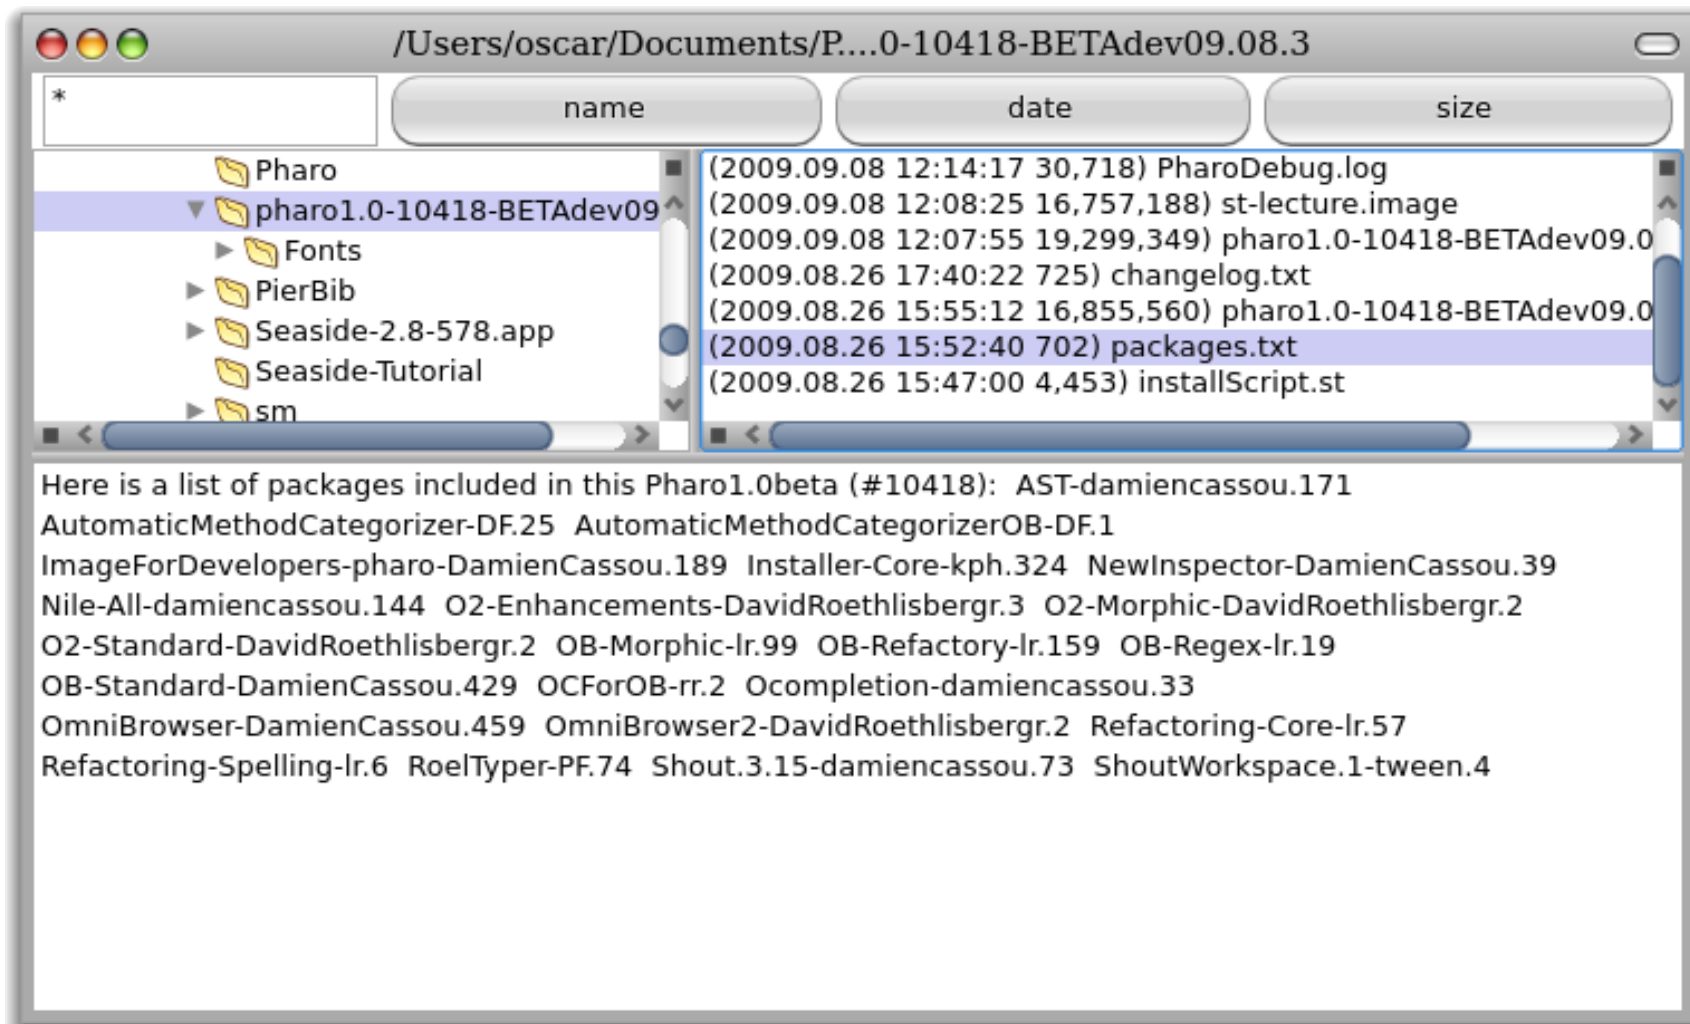 /Users/oscar/Documents/P....0-10418-BETAdev09.08.3
*
name
date
size
Pharo
pharo1.0-10418-BETAdev09
Fonts
PierBib
Seaside-2.8-578.app
Seaside-Tutorial
sm
(2009.09.08 12:14:17 30,718) PharoDebug.log
(2009.09.08 12:08:25 16,757,188) st-lecture.image
(2009.09.08 12:07:55 19,299,349) pharo1.0-10418-BETAdev09.0
(2009.08.26 17:40:22 725) changelog.txt
(2009.08.26 15:55:12 16,855,560) pharo1.0-10418-BETAdev09.0
(2009.08.26 15:52:40 702) packages.txt
(2009.08.26 15:47:00 4,453) installScript.st
Here is a list of packages included in this Pharo1.0beta (#10418):  AST-damiencassou.171
AutomaticMethodCategorizer-DF.25  AutomaticMethodCategorizerOB-DF.1
ImageForDevelopers-pharo-DamienCassou.189  Installer-Core-kph.324  NewInspector-DamienCassou.39
Nile-All-damiencassou.144  O2-Enhancements-DavidRoethlisbergr.3  O2-Morphic-DavidRoethlisbergr.2
O2-Standard-DavidRoethlisbergr.2  OB-Morphic-lr.99  OB-Refactory-lr.159  OB-Regex-lr.19
OB-Standard-DamienCassou.429  OCForOB-rr.2  Ocompletion-damiencassou.33
OmniBrowser-DamienCassou.459  OmniBrowser2-DavidRoethlisbergr.2  Refactoring-Core-lr.57
Refactoring-Spelling-lr.6  RoelTyper-PF.74  Shout.3.15-damiencassou.73  ShoutWorkspace.1-tween.4